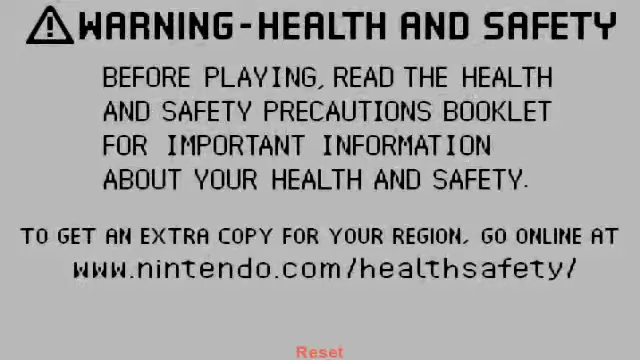 ⚠WARNING-HEALTH AND SAFETY
BEFORE PLAYING, READ THE HEALTH
AND SAFETY PRECAUTIONS BOOKLET
FOR IMPORTANT INFORMATION
ABOUT YOUR HEALTH AND SAFETY.
TO GET AN EXTRA COPY FOR YOUR REGION, GO ONLINE AT
www.nintendo.com/healthsafety/
Reset